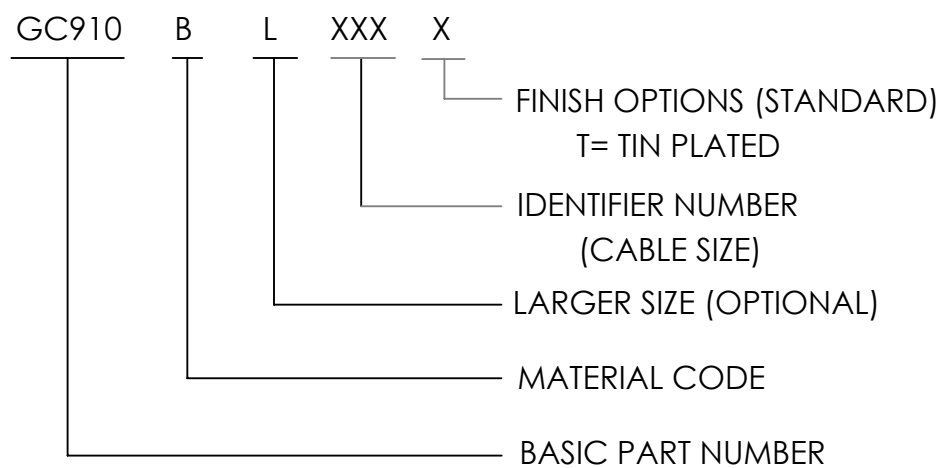 GC910 B L XXX X
FINISH OPTIONS (STANDARD)
T= TIN PLATED
IDENTIFIER NUMBER
(CABLE SIZE)
LARGER SIZE (OPTIONAL)
MATERIAL CODE
BASIC PART NUMBER